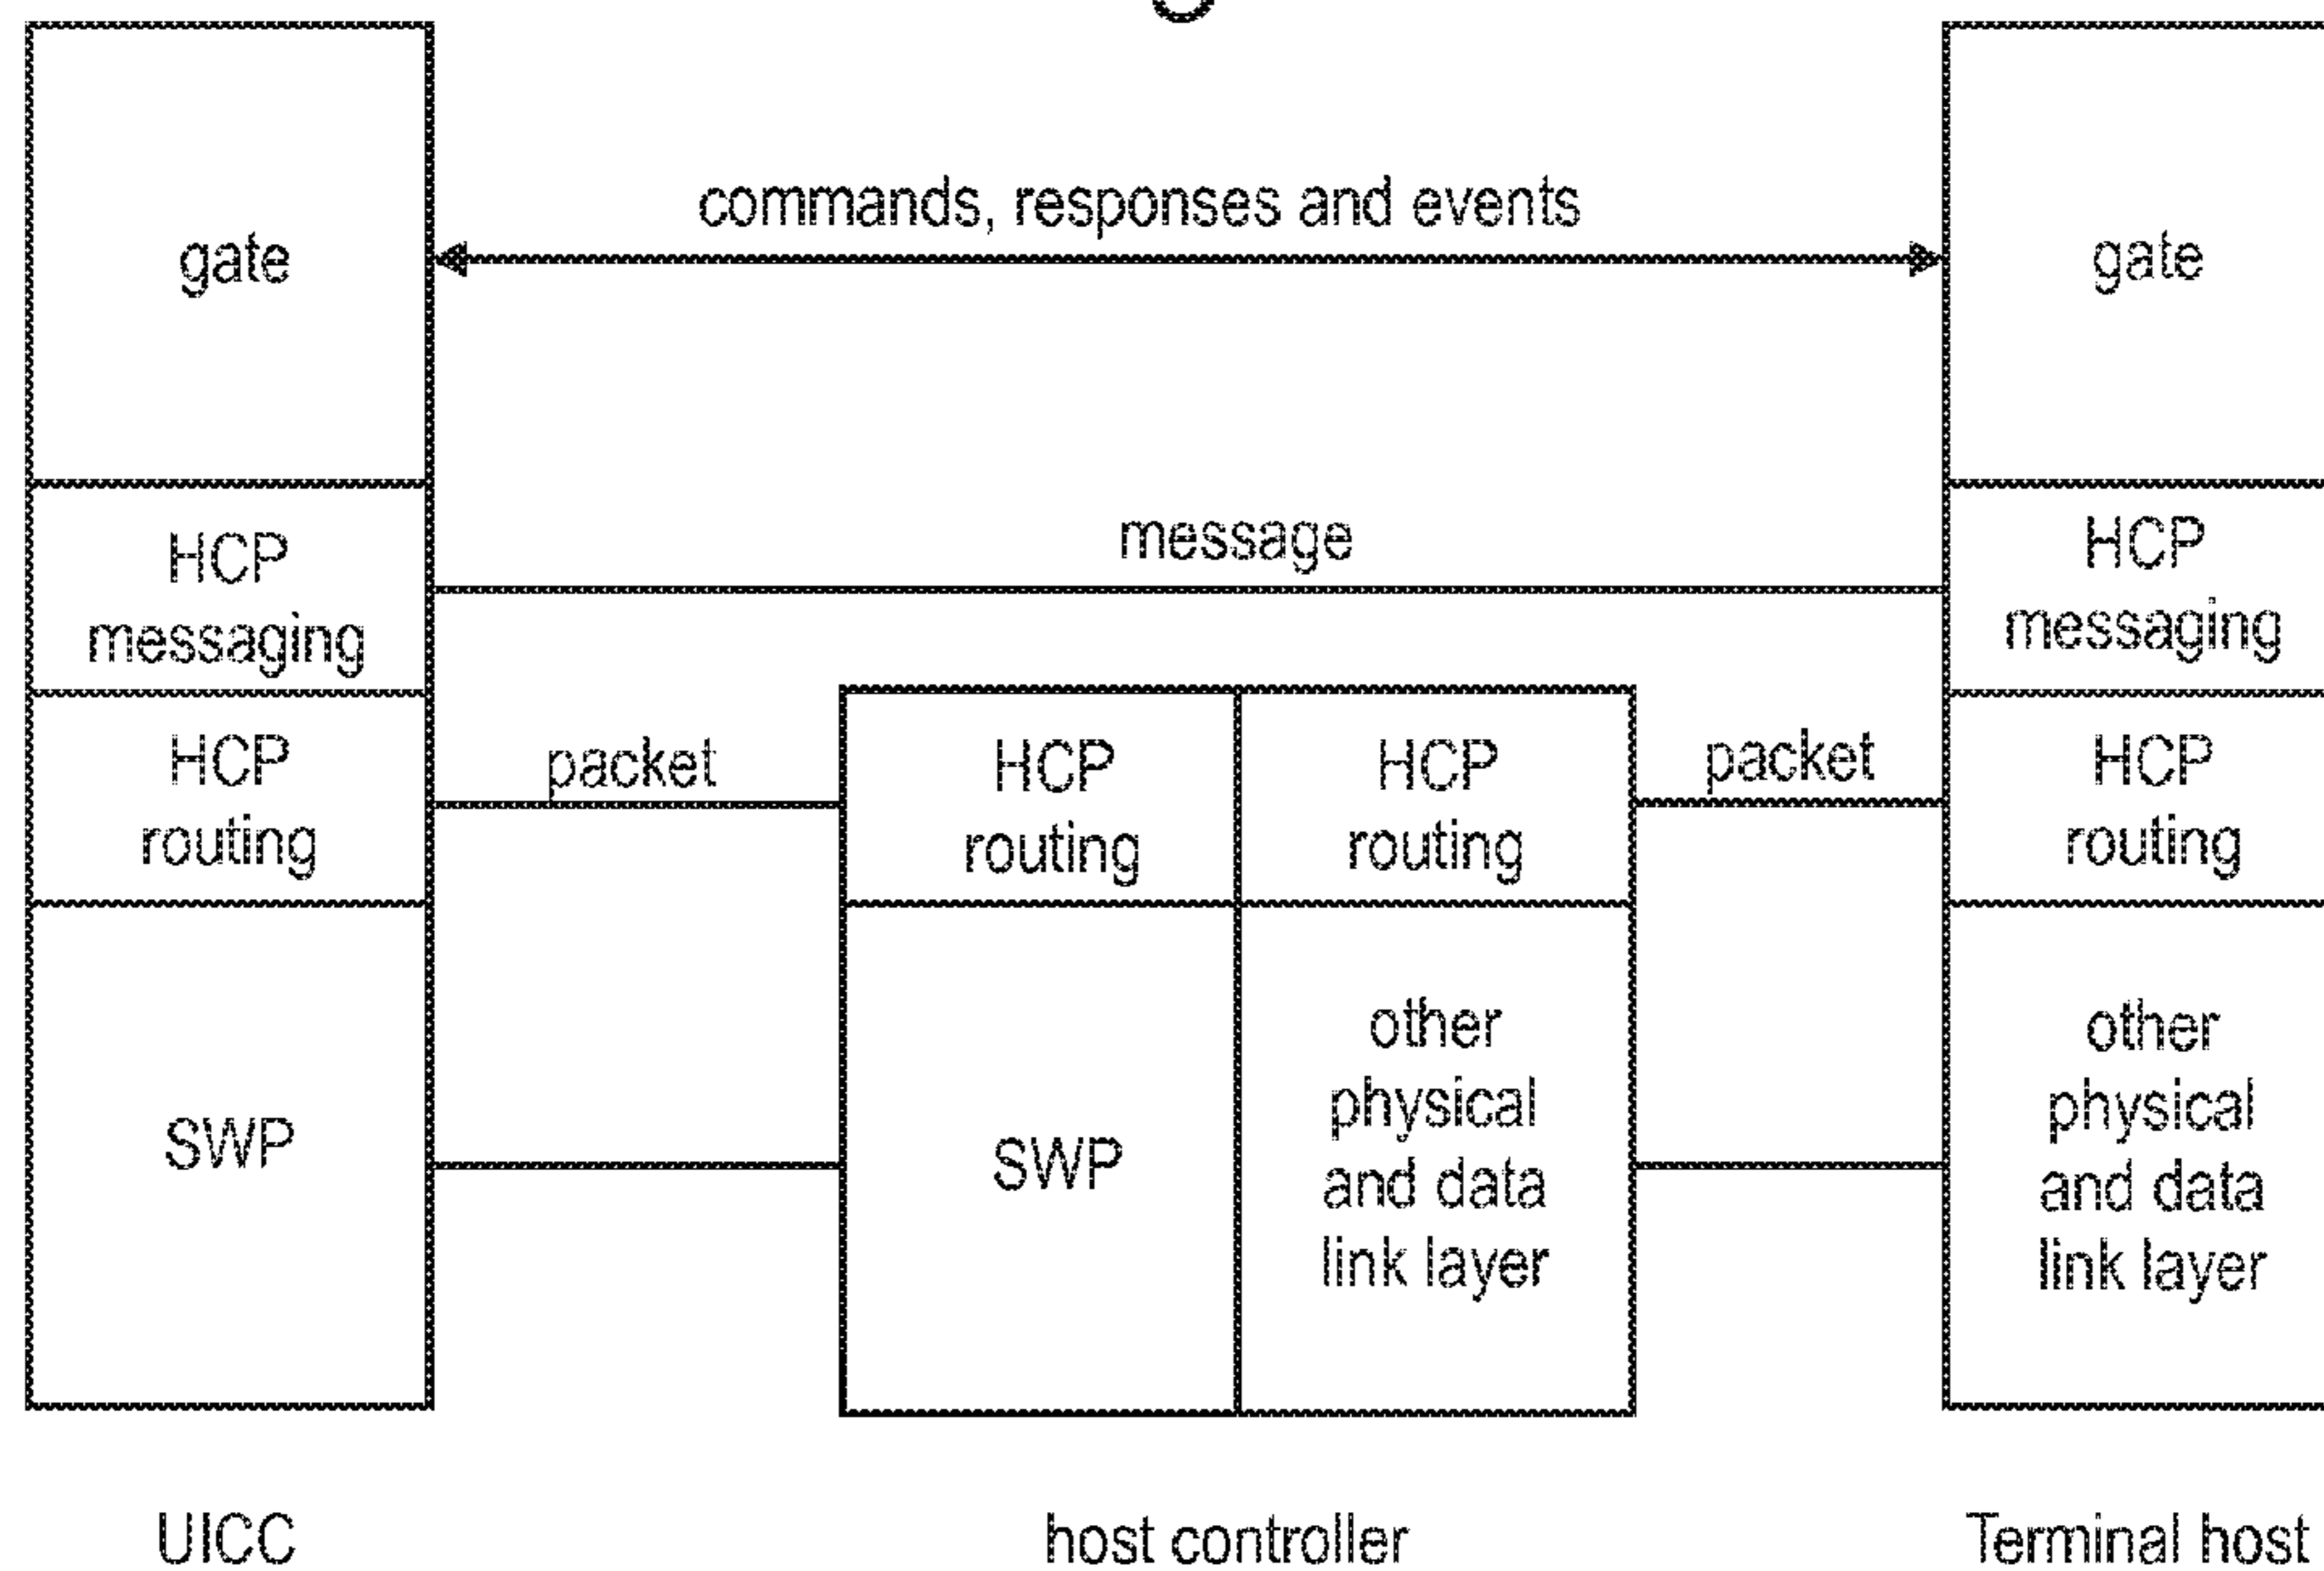 commands, responses and events
gate
gate
message
HCP
messaging
HCP
messaging
HCP
routing
packet
HCP
routing
HCP
routing
packet
HCP
routing
SWP
SWP
other
physical
and data
link layer
other
physical
and data
link layer
UICC
host controller
Terminal host